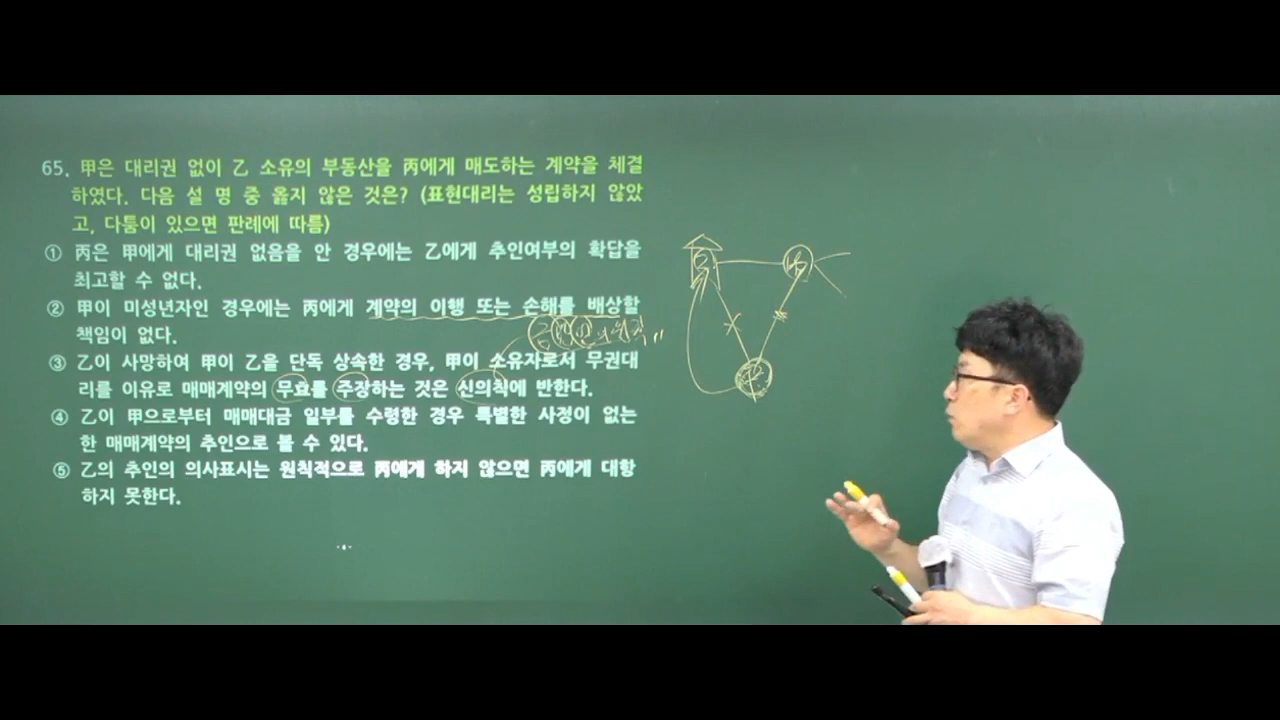 65. 甲은 대리권 없이 乙 소유의 부동산을 丙에게 매도하는 계약을 체결
하였다. 다음 설 명 중 옳지 않은 것은? (표현대리는 성립하지 않았
고, 다툼이 있으면 판례에 따름)
① 丙은 甲에게 대리권 없음을 안 경우에는 乙에게 추인여부의 확답을
최고할 수 없다.
② 甲이 미성년자인 경우에는 丙에게 계약의 이행 또는 손해를 배상할
책임이 없다.
③ 乙이 사망하여 甲이 乙을 단독 상속한 경우, 甲이 소유자로서 무권대
리를 이유로 매매계약의 무효를 주장하는 것은 신의칙에 반한다.
④ 乙이 甲으로부터 매매대금 일부를 수령한 경우 특별한 사정이 없는
한 매매계약의 추인으로 볼 수 있다.
⑤ 乙의 추인의 의사표시는 원칙적으로 丙에게 하지 않으면 丙에게 대항
하지 못한다.